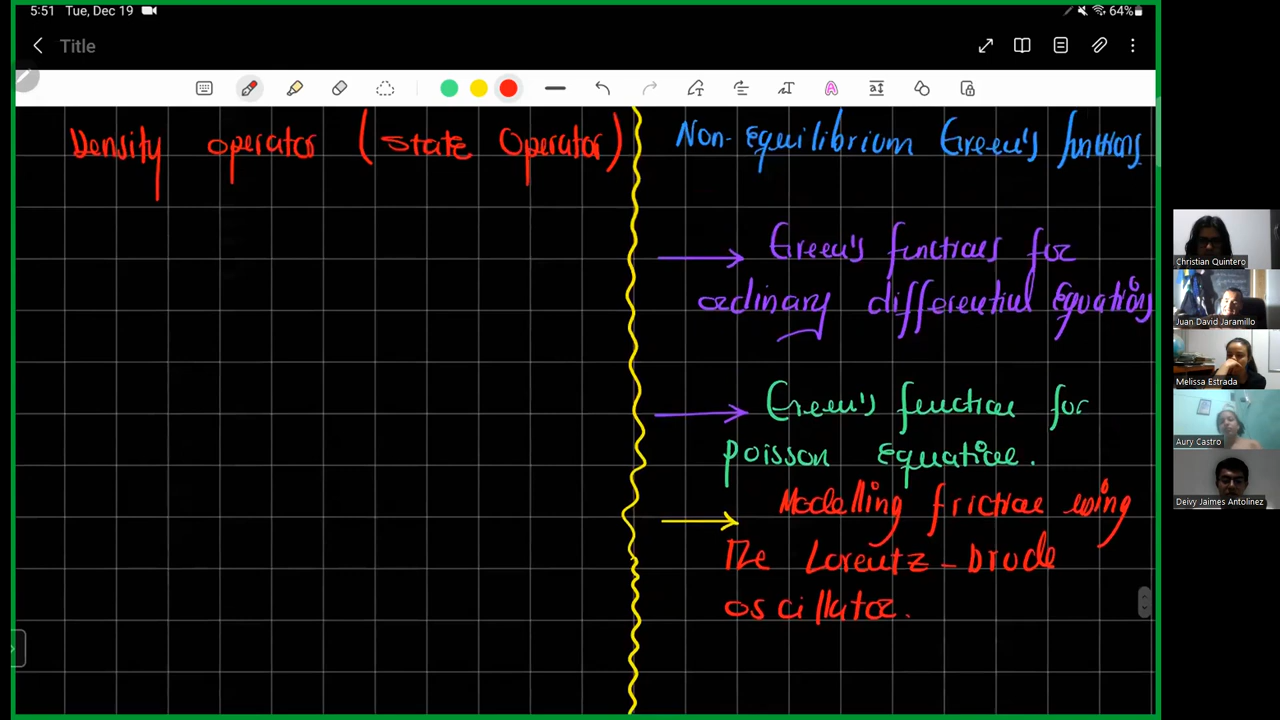 5:51 Tue, Dec 19
64%
Title
Density operator (State Operator)
Non-Equilibrium Green's functions
Green's functions for
ordinary differential Equations
Green's function for
Poisson Equation.
Modelling friction using
The Lorentz-Drude
oscillator.
Christian Quintero
Juan David Jaramillo
Melissa Estrada
Aury Castro
Deivy Jaimes Antolinez